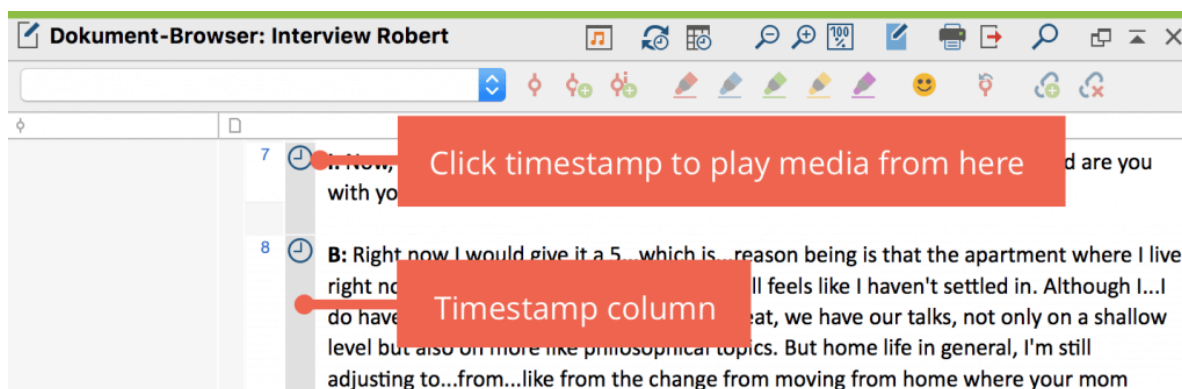 Dokument-Browser: Interview Robert
100 %
7
Click timestamp to play media from here
I: Now, d are you
with yo
8
B: Right now I would give it a 5...which is...reason being is that the apartment where I live
right no ll feels like I haven't settled in. Although I...I
Timestamp column
do have eat, we have our talks, not only on a shallow
level but also on more like philosophical topics. But home life in general, I'm still
adjusting to...from...like from the change from moving from home where your mom